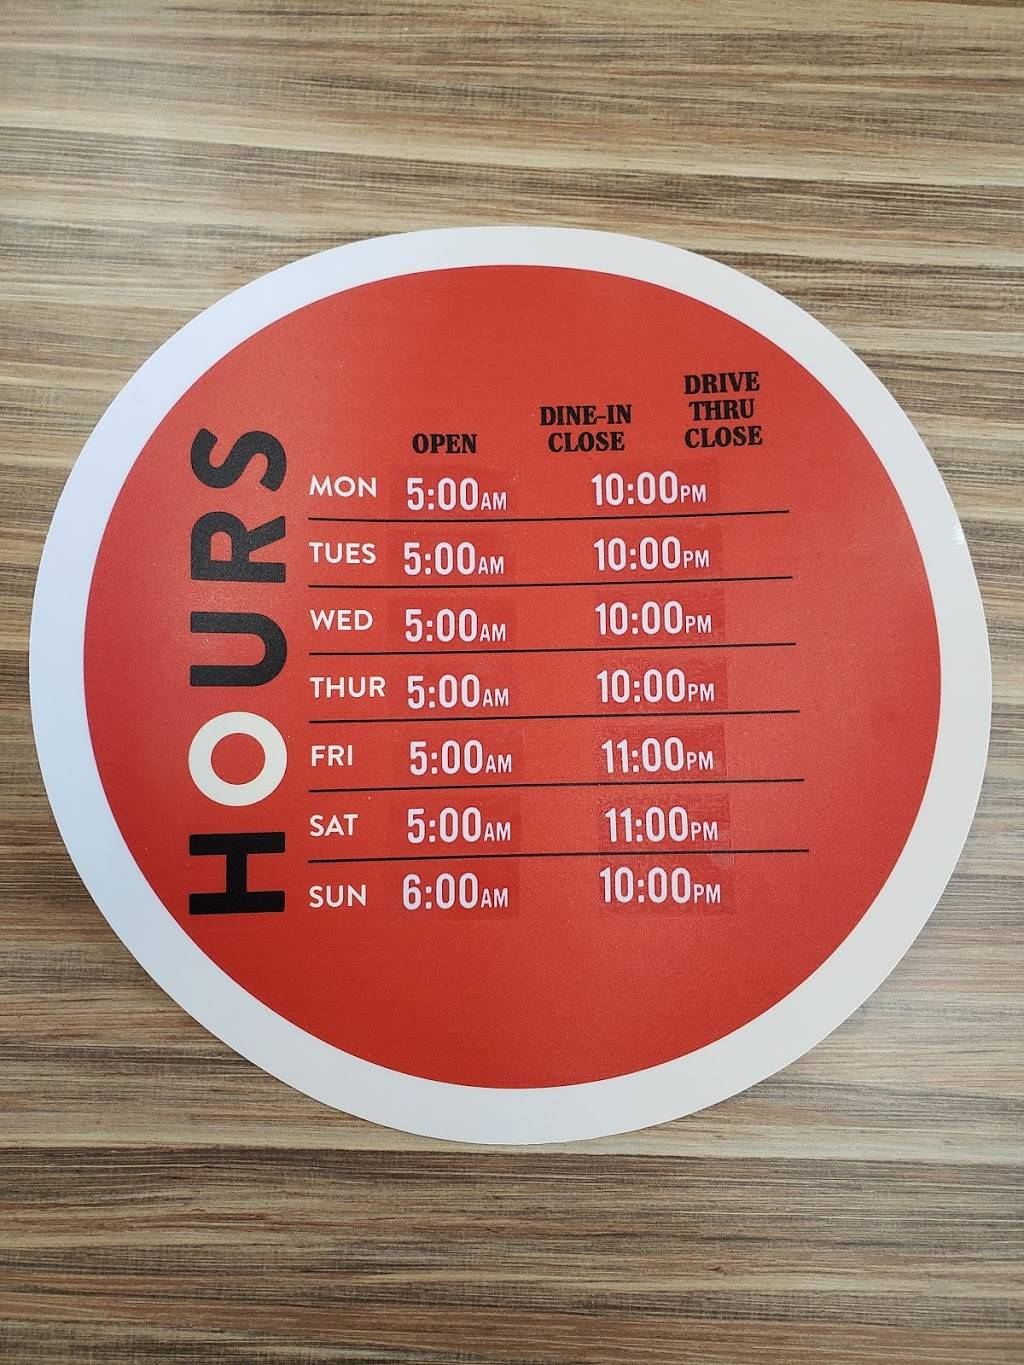 HOURS
OPEN DINE-IN CLOSE DRIVE THRU CLOSE
MON 5:00AM 10:00PM
TUES 5:00AM 10:00PM
WED 5:00AM 10:00PM
THUR 5:00AM 10:00PM
FRI 5:00AM 11:00PM
SAT 5:00AM 11:00PM
SUN 6:00AM 10:00PM